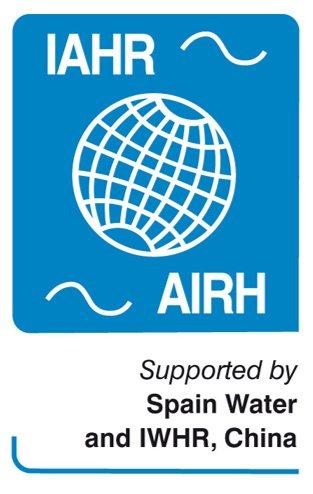 IAHR
AIRH
Supported by
Spain Water
and IWHR, China